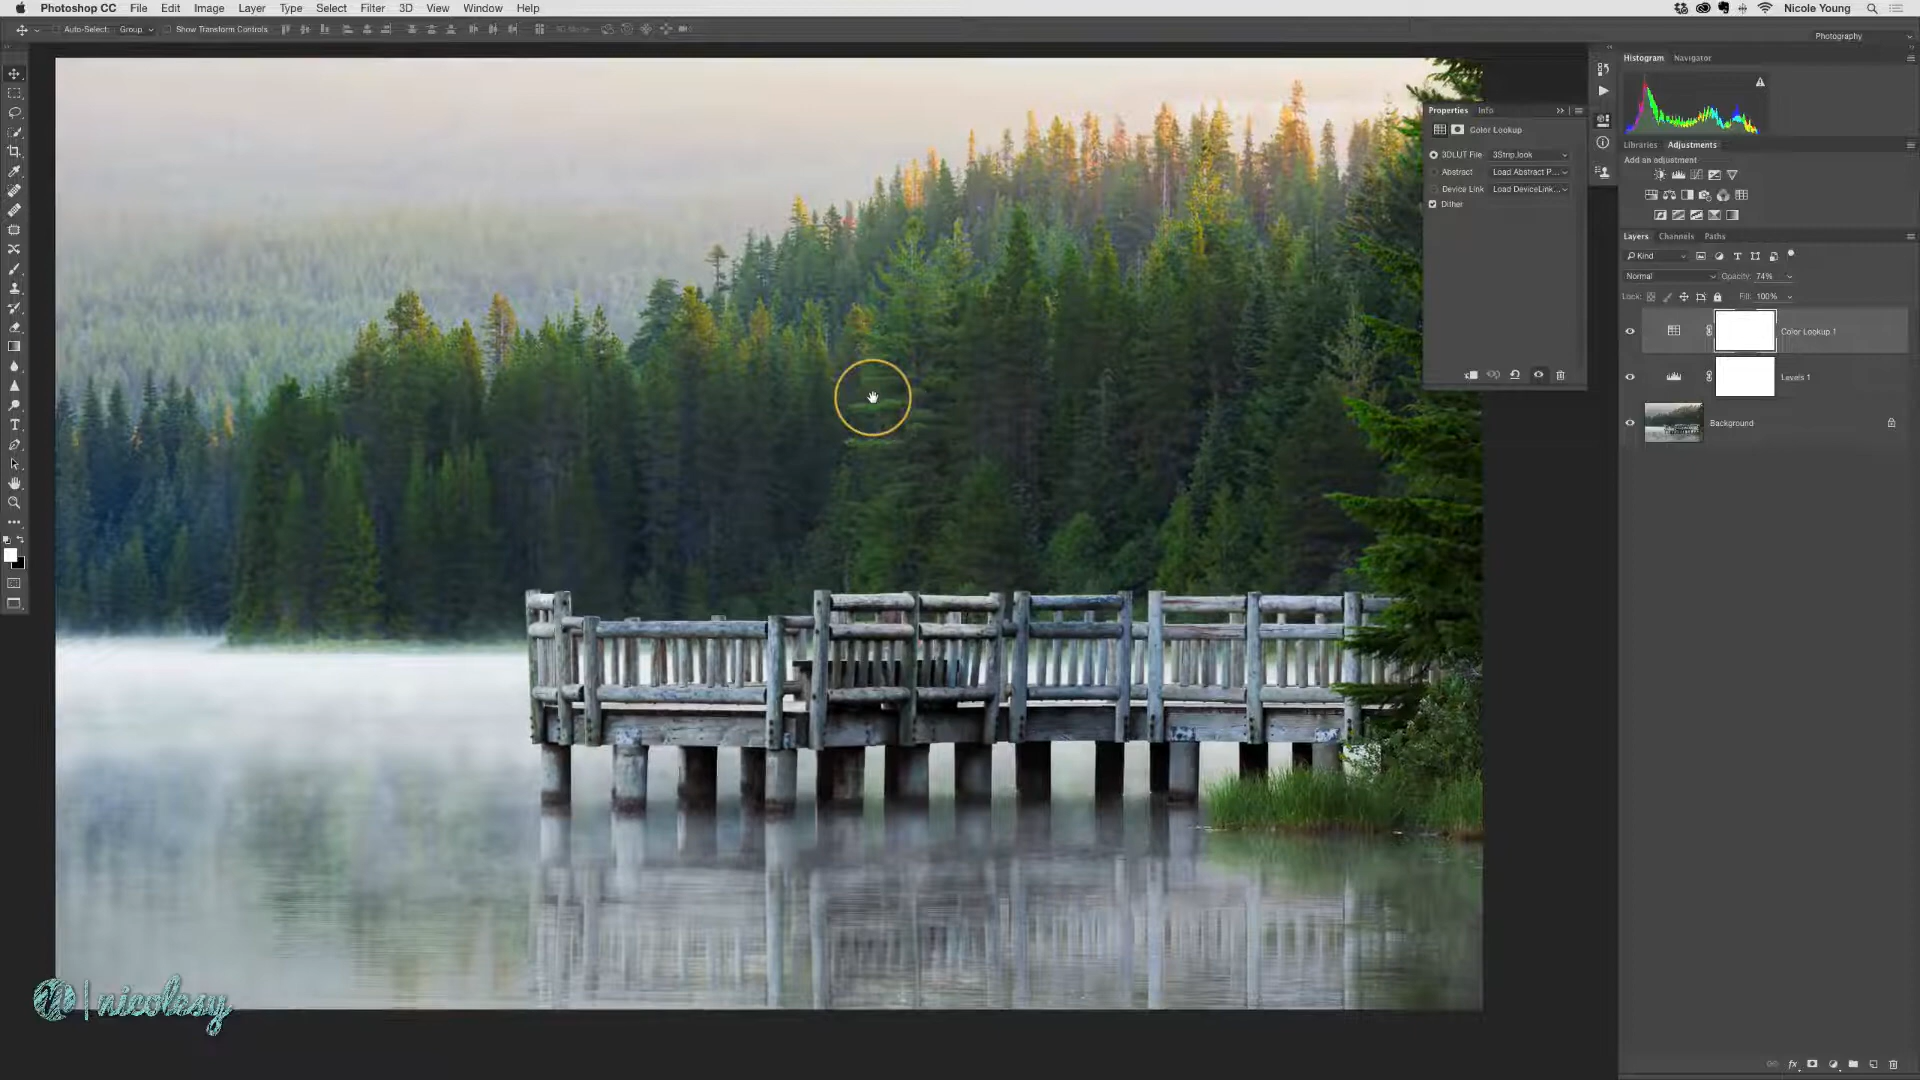 Photoshop CC File Edit Image Layer Type Select Filter 3D View Window Help Nicole Young
Auto-Select: Group Show Transform Controls
Photography
Histogram Navigator
Properties Info
Color Lookup
3DLUT File 3Strip.look
Abstract Load Abstract P...
Device Link Load DeviceLink...
Dither
Libraries Adjustments
Add an adjustment
Layers Channels Paths
Kind
Normal Opacity: 74%
Lock: Fill: 100%
Color Lookup 1
Levels 1
Background
fx
nicolesy